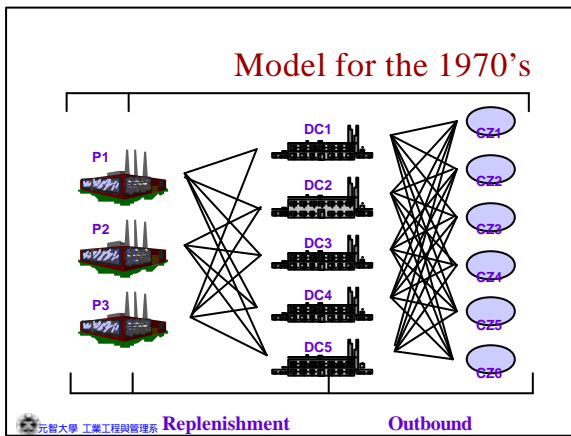 Model for the 1970's
P1
P2
P3
DC1
DC2
DC3
DC4
DC5
CZ1
CZ2
CZ3
CZ4
CZ5
CZ6
元智大學 工業工程與管理系
Replenishment
Outbound